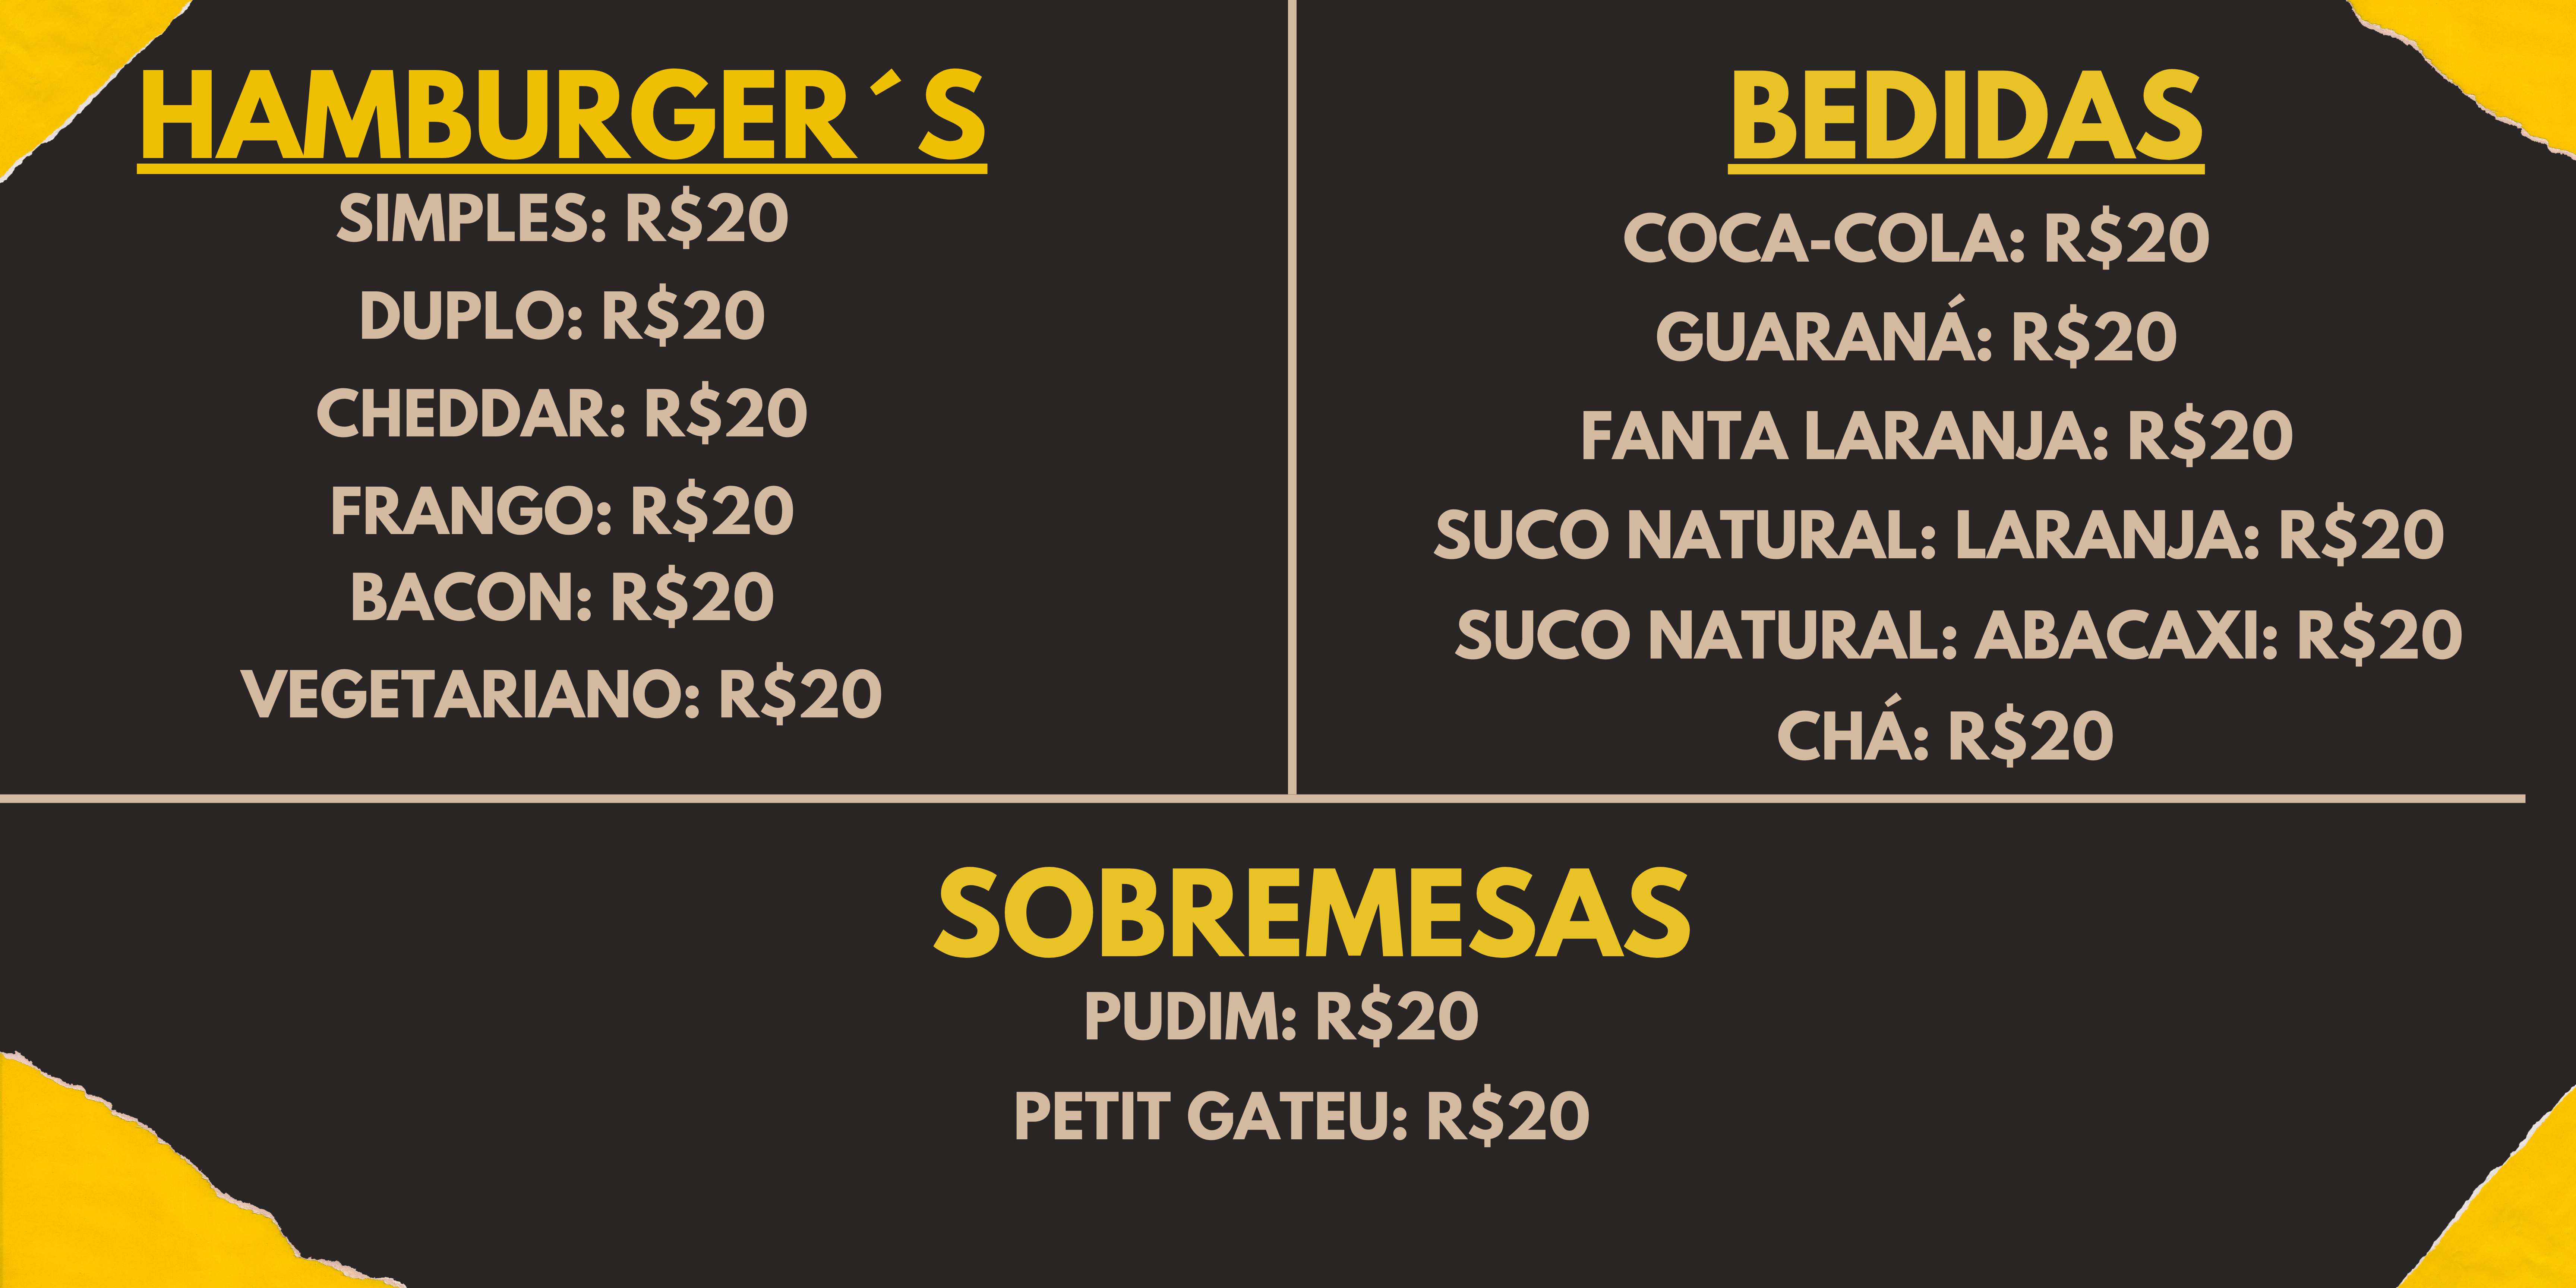 HAMBURGER´S
SIMPLES: R$20
DUPLO: R$20
CHEDDAR: R$20
FRANGO: R$20
BACON: R$20
VEGETARIANO: R$20
BEDIDAS
COCA-COLA: R$20
GUARANÁ: R$20
FANTA LARANJA: R$20
SUCO NATURAL: LARANJA: R$20
SUCO NATURAL: ABACAXI: R$20
CHÁ: R$20
SOBREMESAS
PUDIM: R$20
PETIT GATEU: R$20